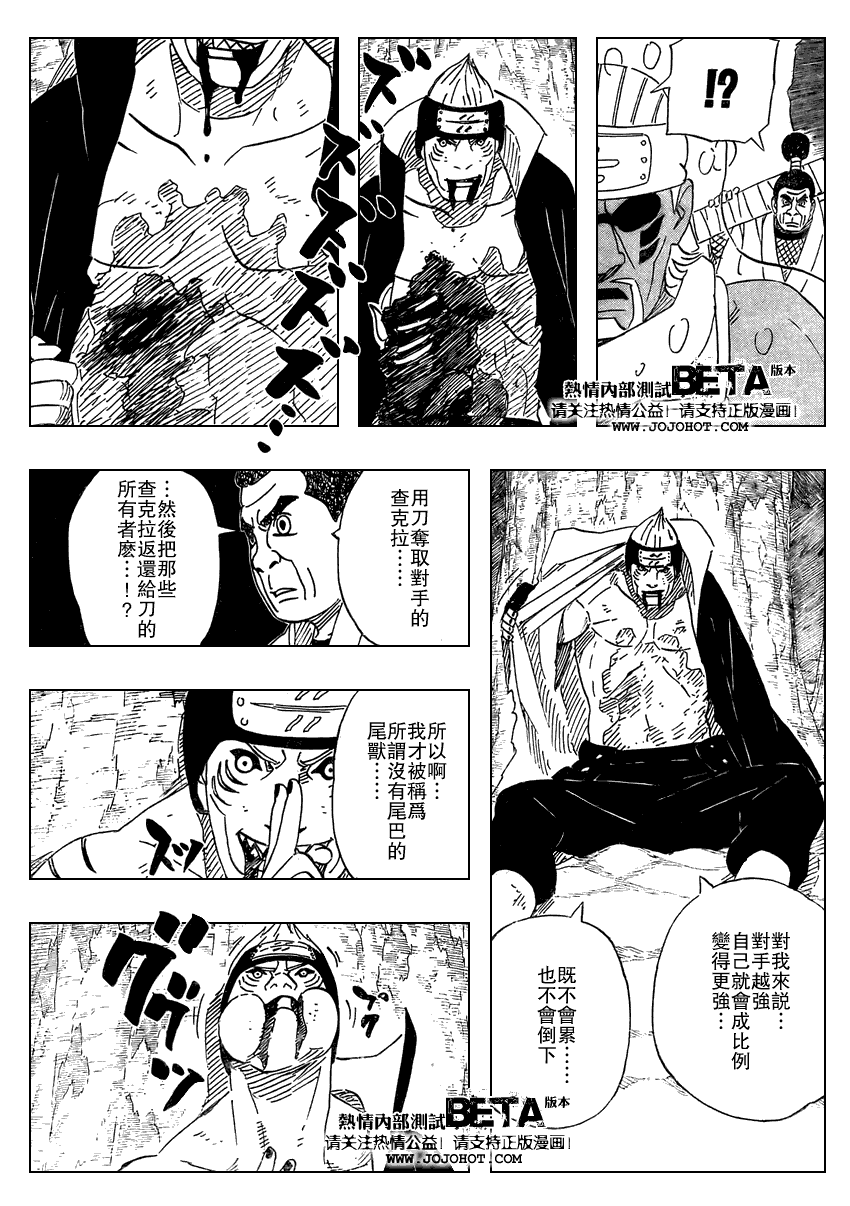 !?
ズズズズズ…
熱情內部測試BETA版本
请关注热情公益！请支持正版漫画！
WWW.JOJOHOT.COM
對我來說…
對手越強
自己就會成比例
變得更強…
既不會累……
也不會倒下
用刀奪取對手的
查克拉……
…然後把那些
查克拉返還給刀的
所有者麽…!?
所以啊…
我才被稱爲
所謂沒有尾巴的
尾獸……
ズッ
ググッ
グッ
熱情內部測試BETA版本
请关注热情公益！请支持正版漫画！
WWW.JOJOHOT.COM